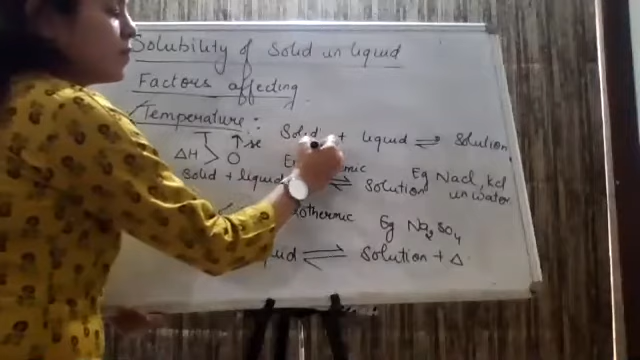 Solubility of Solid in liquid
Factors affecting
Temperature :
Solid + liquid ⇌ Solution
T ↑se
ΔH > 0
Eg NaCl, KCl
in water
Solid + liquid ⇌ Solution
Eg Na2SO4
⇌ Solution + Δ